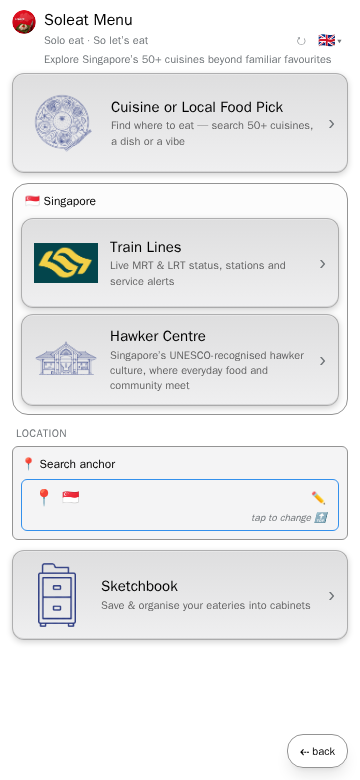 Soleat Menu
Solo eat · So let's eat
Explore Singapore's 50+ cuisines beyond familiar favourites
Cuisine or Local Food Pick
Find where to eat — search 50+ cuisines,
a dish or a vibe
Singapore
Train Lines
Live MRT & LRT status, stations and
service alerts
Hawker Centre
Singapore's UNESCO-recognised hawker
culture, where everyday food and
community meet
LOCATION
Search anchor
tap to change
Sketchbook
Save & organise your eateries into cabinets
back